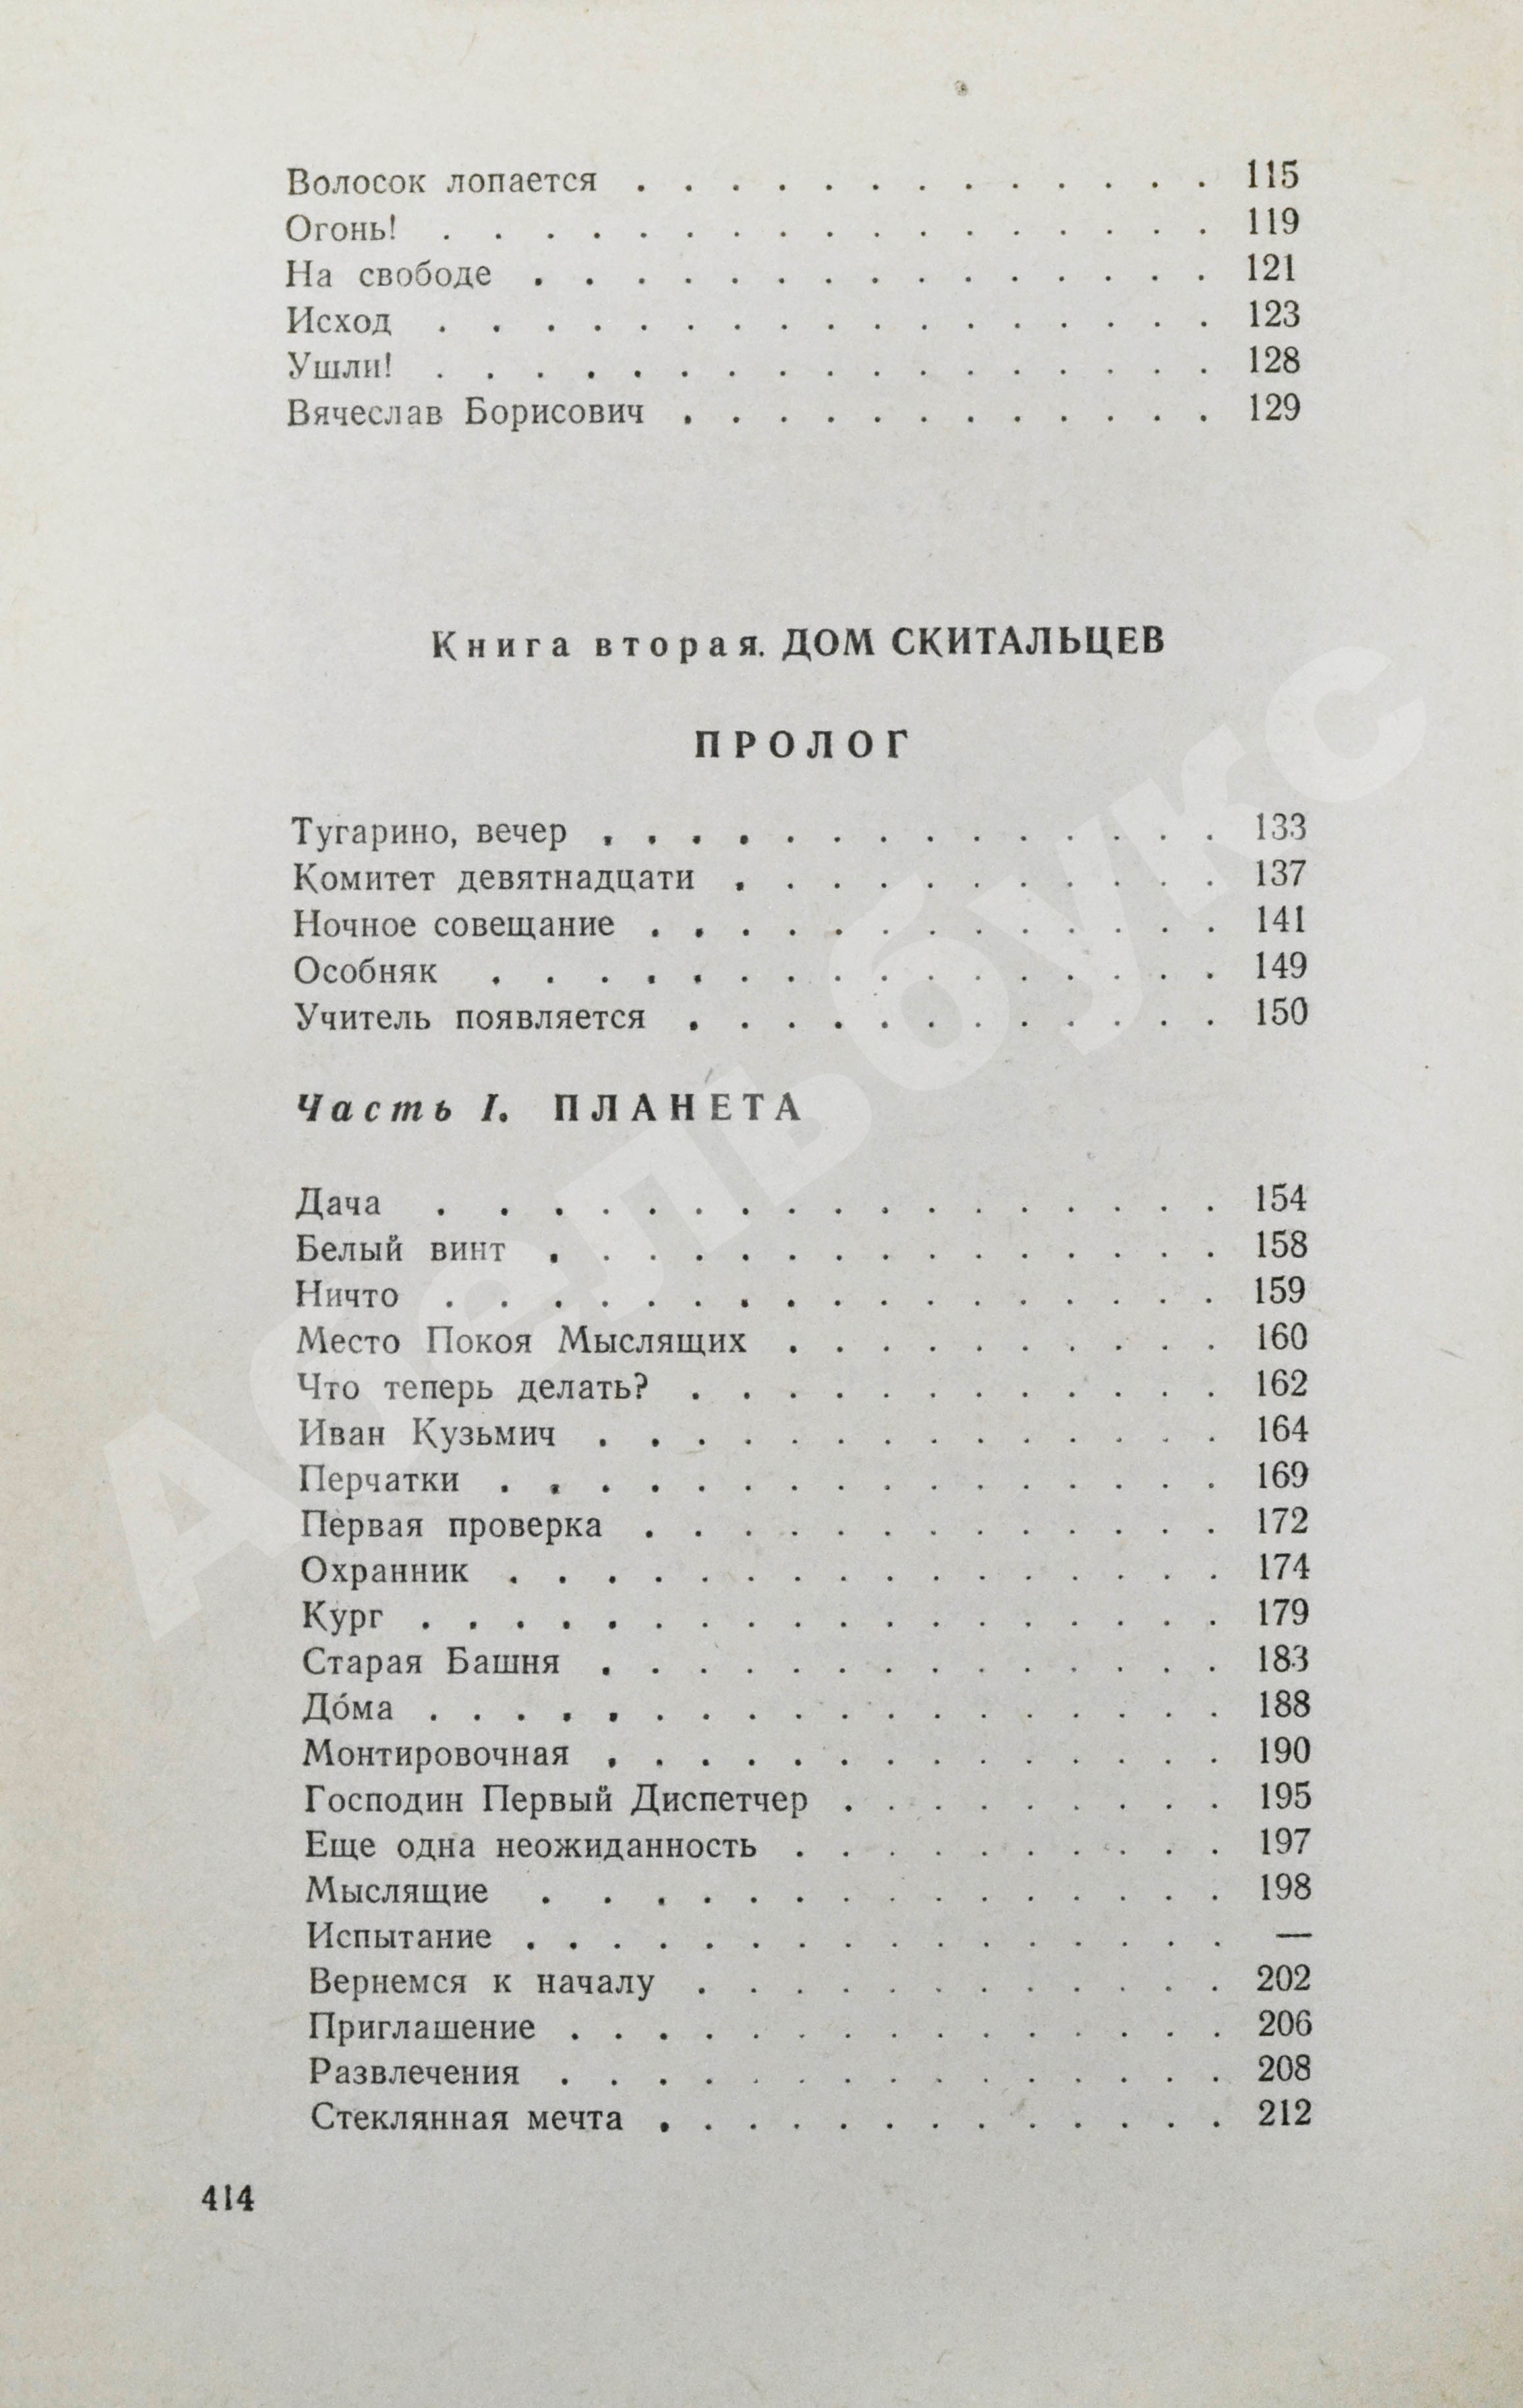 Волосок лопается . . . . . . . . . . . . . 115
Огонь! . . . . . . . . . . . . . . . . . 119
На свободе . . . . . . . . . . . . . . . 121
Исход . . . . . . . . . . . . . . . . . 123
Ушли! . . . . . . . . . . . . . . . . . 128
Вячеслав Борисович . . . . . . . . . . . . 129
Книга вторая. ДОМ СКИТАЛЬЦЕВ
ПРОЛОГ
Тугарино, вечер . . . . . . . . . . . . . . 133
Комитет девятнадцати . . . . . . . . . . . 137
Ночное совещание . . . . . . . . . . . . . 141
Особняк . . . . . . . . . . . . . . . . 149
Учитель появляется . . . . . . . . . . . . 150
Часть I. ПЛАНЕТА
Дача . . . . . . . . . . . . . . . . . 154
Белый винт . . . . . . . . . . . . . . . 158
Ничто . . . . . . . . . . . . . . . . . 159
Место Покоя Мыслящих . . . . . . . . . . 160
Что теперь делать? . . . . . . . . . . . . 162
Иван Кузьмич . . . . . . . . . . . . . . 164
Перчатки . . . . . . . . . . . . . . . . 169
Первая проверка . . . . . . . . . . . . . 172
Охранник . . . . . . . . . . . . . . . . 174
Кург . . . . . . . . . . . . . . . . . . 179
Старая Башня . . . . . . . . . . . . . . 183
До́ма . . . . . . . . . . . . . . . . . . 188
Монтировочная . . . . . . . . . . . . . . 190
Господин Первый Диспетчер . . . . . . . . . 195
Еще одна неожиданность . . . . . . . . . . 197
Мыслящие . . . . . . . . . . . . . . . 198
Испытание . . . . . . . . . . . . . . . . —
Вернемся к началу . . . . . . . . . . . . 202
Приглашение . . . . . . . . . . . . . . . 206
Развлечения . . . . . . . . . . . . . . . 208
Стеклянная мечта . . . . . . . . . . . . . 212
414
АСельбукс